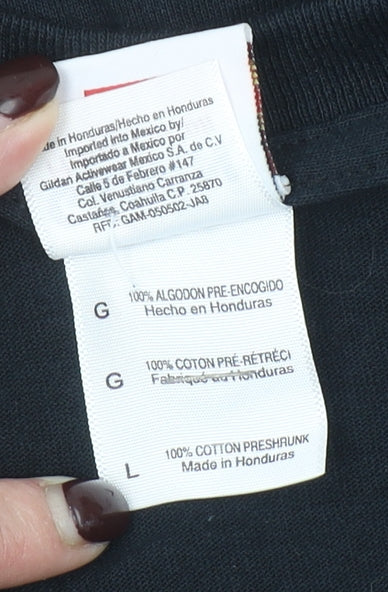 de in Honduras/Hecho en Honduras
Imported into Mexico by/
Importado a Mexico por
Gildan Activewear Mexico S.A. de C.V
Calle 5 de Febrero #147
Col. Venustiano Carranza
Castaños, Coahuila C.P. 25870
RFC: GAM-050502-JA8
G 100% ALGODON PRE-ENCOGIDO
Hecho en Honduras
G 100% COTON PRÉ-RÉTRÉCI
Fabriqué au Honduras
L 100% COTTON PRESHRUNK
Made in Honduras